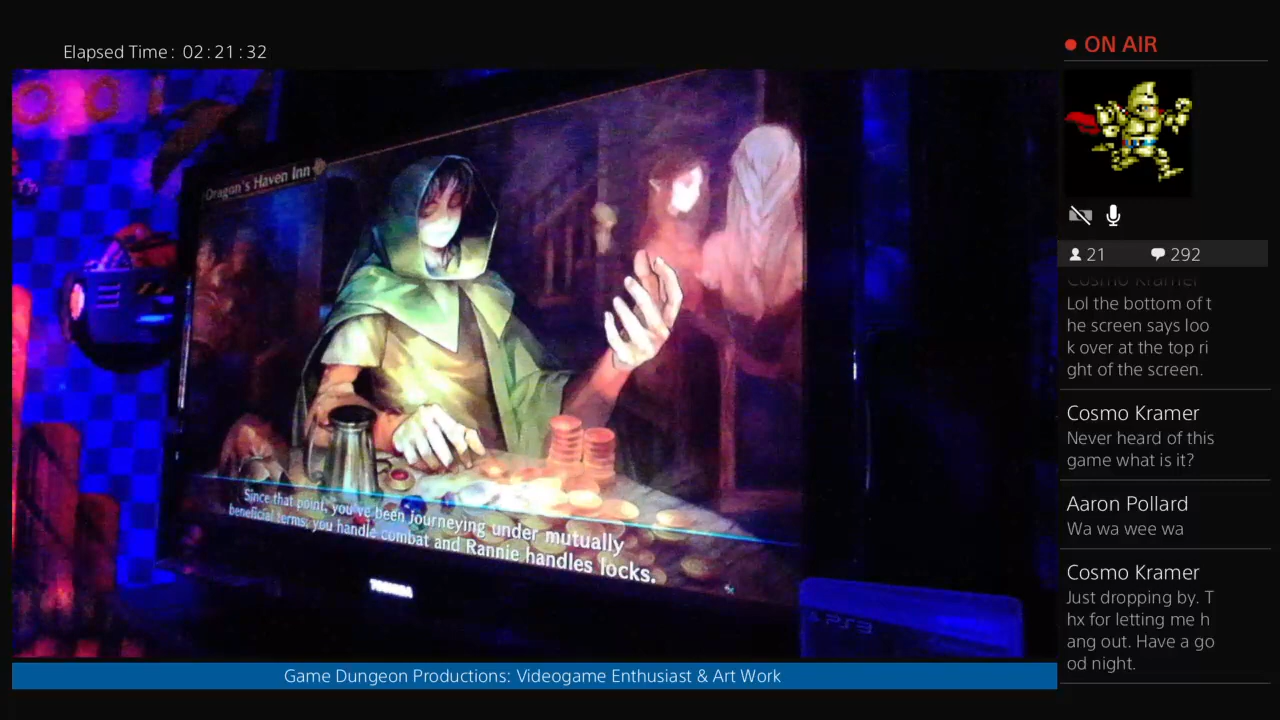 Elapsed Time: 02:21:32
ON AIR
Dragon's Haven Inn
21
292
Cosmo Kramer
Lol the bottom of t
he screen says loo
k over at the top ri
ght of the screen.
Cosmo Kramer
Never heard of this
game what is it?
Aaron Pollard
Wa wa wee wa
Cosmo Kramer
Just dropping by. T
hx for letting me h
ang out. Have a go
od night.
Since that point, you've been journeying under mutually
beneficial terms; you handle combat and Rannie handles locks.
TOSHIBA
PS3
Game Dungeon Productions: Videogame Enthusiast & Art Work